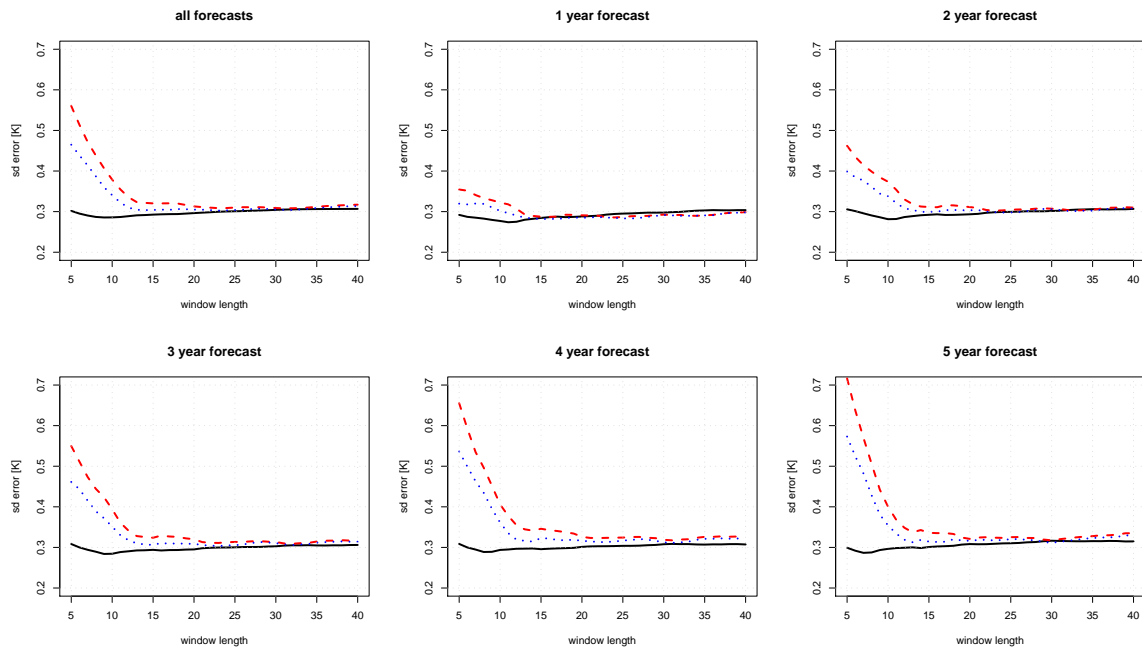 all forecasts
1 year forecast
2 year forecast
sd error [K]
0.2 0.3 0.4 0.5 0.6 0.7
5 10 15 20 25 30 35 40
window length
sd error [K]
0.2 0.3 0.4 0.5 0.6 0.7
5 10 15 20 25 30 35 40
window length
sd error [K]
0.2 0.3 0.4 0.5 0.6 0.7
5 10 15 20 25 30 35 40
window length
3 year forecast
4 year forecast
5 year forecast
sd error [K]
0.2 0.3 0.4 0.5 0.6 0.7
5 10 15 20 25 30 35 40
window length
sd error [K]
0.2 0.3 0.4 0.5 0.6 0.7
5 10 15 20 25 30 35 40
window length
sd error [K]
0.2 0.3 0.4 0.5 0.6 0.7
5 10 15 20 25 30 35 40
window length